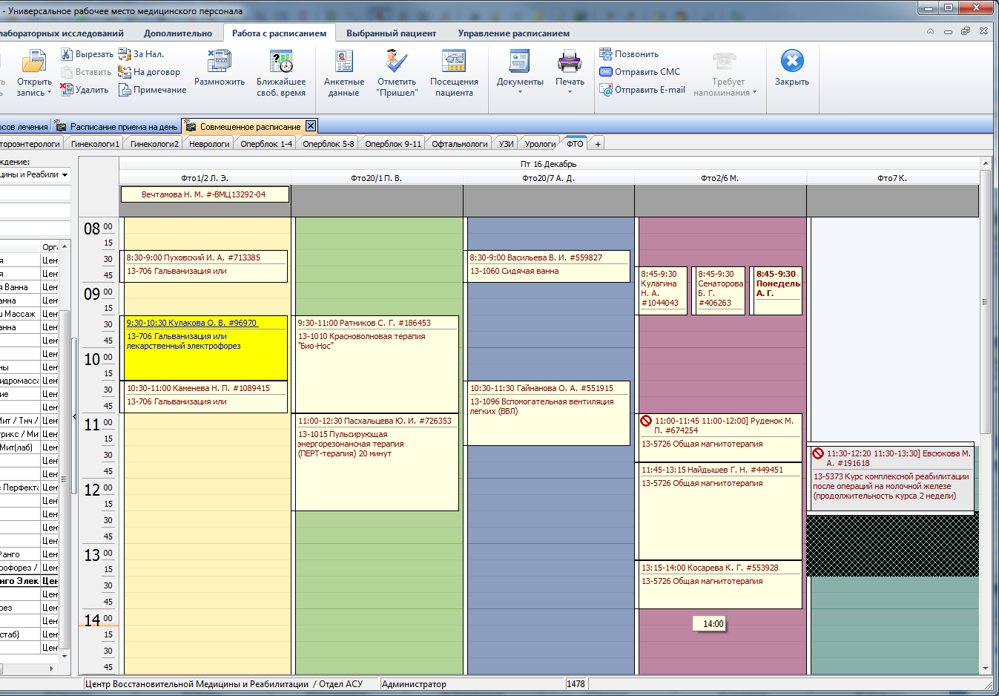 - Универсальное рабочее место медицинского персонала
лабораторных исследований Дополнительно Работа с расписанием Выбранный пациент Управление расписанием
Открыть запись
Вырезать
Вставить
Удалить
За Нал.
На договор
Примечание
Размножить
Ближайшее своб. время
Анкетные данные
Отметить "Пришел"
Посещения пациента
Документы
Печать
Позвонить
Отправить СМС
Отправить E-mail
Требует напоминания
Закрыть
осов лечения Расписание приема на день Совмещенное расписание
тороэнтерологи Гинекологи1 Гинекологи2 Неврологи Оперблок 1-4 Оперблок 5-8 Оперблок 9-11 Офтальмологи УЗИ Урологи ФТО +
ждение:
цины и Реабили
Пт 16 Декабрь
Фто1/2 Л. Э. Фто20/1 П. В. Фто20/7 А. Д. Фто2/6 М. Фто7 К.
Вечтамова Н. М. #-ВМЦ13292-04
Орга
я Цен
я Цен
я Ванна Цен
анна Цен
ш Массаж Цен
анна Цен
Цен
Цен
ны Цен
идромасса Цен
ие Цен
Цен
Мит / Тнч / Цен
трикс / Ми Цен
Мит(лаб) Цен
Цен
Цен
с Перфекта Цен
Цен
Цен
Цен
Цен
Ранго Цен
рофорез / Цен
нго Элек Цен
Цен
рез Цен
Цен
стаб) Цен
Цен
08 00
15
30
45
09 00
15
30
45
10 00
15
30
45
11 00
15
30
45
12 00
15
30
45
13 00
15
30
45
14 00
15
30
45
8:30-9:00 Пуховский И. А. #713385
13-706 Гальванизация или
9:30-10:30 Кулакова О. В. #96970
13-706 Гальванизация или
лекарственный электрофорез
10:30-11:00 Каменева Н. П. #1089415
13-706 Гальванизация или
9:30-11:00 Ратников С. Г. #186453
13-1010 Красноволновая терапия
"Био-Нос"
11:00-12:30 Пасхальцева Ю. И. #726353
13-1015 Пульсирующая
энергорезонансная терапия
(ПЕРТ-терапия) 20 минут
8:30-9:00 Васильева В. И. #559827
13-1060 Сидячая ванна
10:30-11:30 Гайнанова О. А. #551915
13-1096 Вспомогательная вентиляция
легких (ВВЛ)
8:45-9:30
Кулагина
Н. А.
#1044043
8:45-9:30
Сенаторова
Б. Г.
#406263
8:45-9:30
Понедель
А. Г.
11:00-11:45 11:00-12:00] Руденок М.
П. #674254
13-5726 Общая магнитотерапия
11:45-13:15 Найдышев Г. Н. #449451
13-5726 Общая магнитотерапия
13:15-14:00 Косарева К. Г. #553928
13-5726 Общая магнитотерапия
14:00
11:30-12:20 11:30-13:30] Евсюкова М.
А. #191618
13-5373 Курс комплексной реабилитации
после операций на молочной железе
(продолжительность курса 2 недели)
Центр Восстановительной Медицины и Реабилитации / Отдел АСУ Администратор 1478